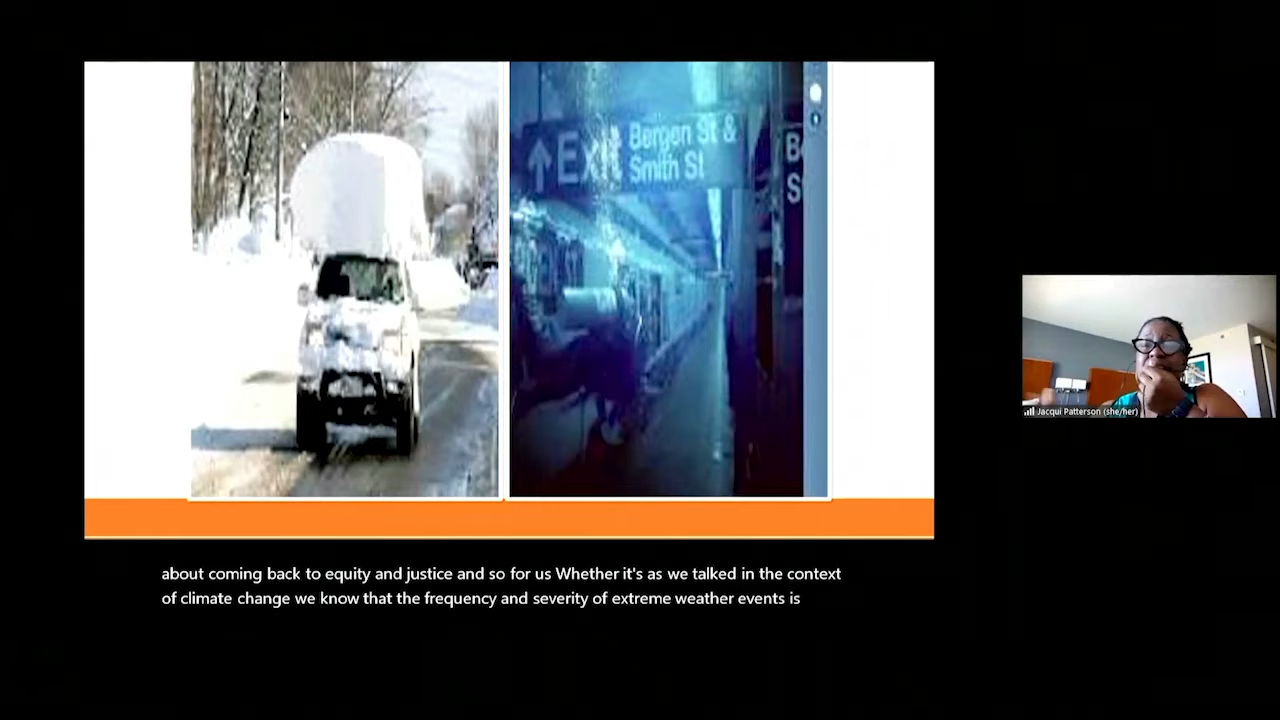 Exit
Bergen St &
Smith St
B
S
Jacqui Patterson (she/her)
about coming back to equity and justice and so for us Whether it's as we talked in the context
of climate change we know that the frequency and severity of extreme weather events is